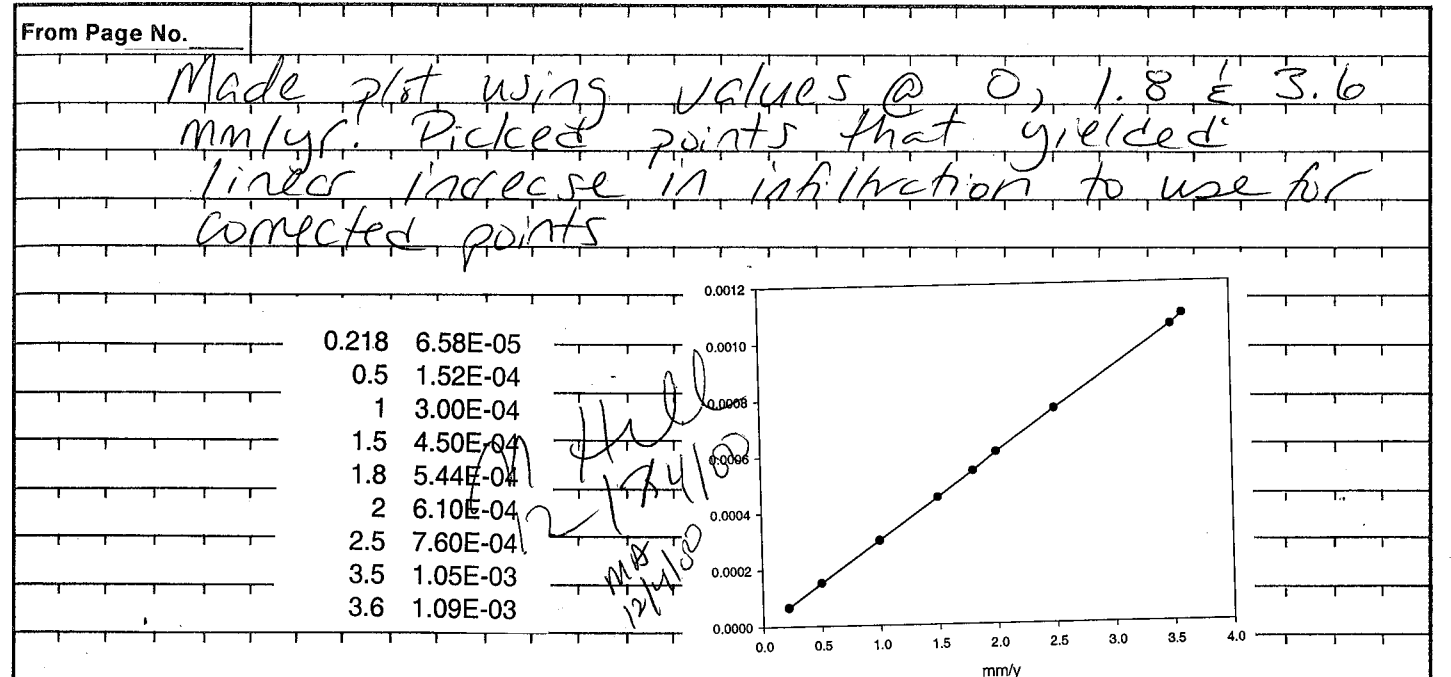 From Page No.
Made plot using values @ 0, 1.8 & 3.6
mm/yr. Picked points that yielded
linear increase in infiltration to use for
corrected points
0.218 6.58E-05
0.5 1.52E-04
1 3.00E-04
1.5 4.50E-04
1.8 5.44E-04
2 6.10E-04
2.5 7.60E-04
3.5 1.05E-03
3.6 1.09E-03
M Hill
MH
12/4/00
0.0012
0.0010
0.0008
0.0006
0.0004
0.0002
0.0000
0.0 0.5 1.0 1.5 2.0 2.5 3.0 3.5 4.0
mm/y